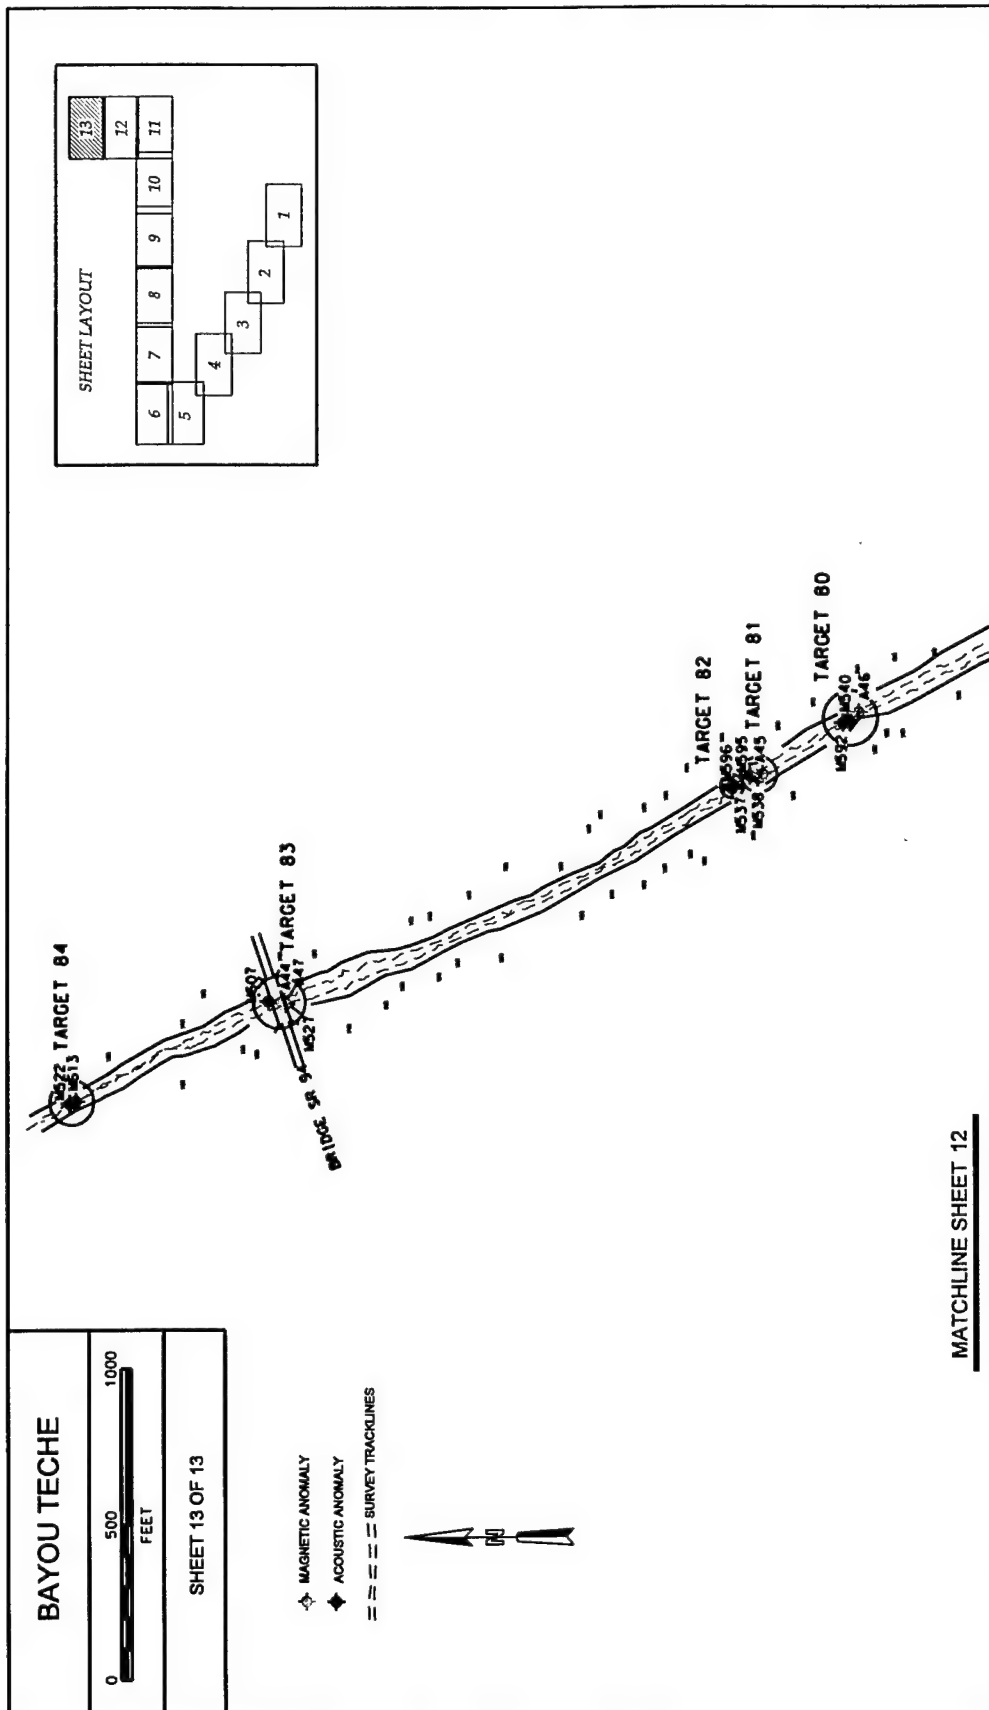 BAYOU TECHE
0 500 1000
FEET
SHEET 13 OF 13
MAGNETIC ANOMALY
ACOUSTIC ANOMALY
SURVEY TRACKLINES
N
SHEET LAYOUT
13
12
6 7 8 9 10 11
5
4
3
2
1
M522 TARGET 84
M513
M507
A44 TARGET 83
A47
M527
BRIDGE SR 94
TARGET 82
M596
M537 M595
M538 A45 TARGET 81
TARGET 80
M592 M540
A46
MATCHLINE SHEET 12